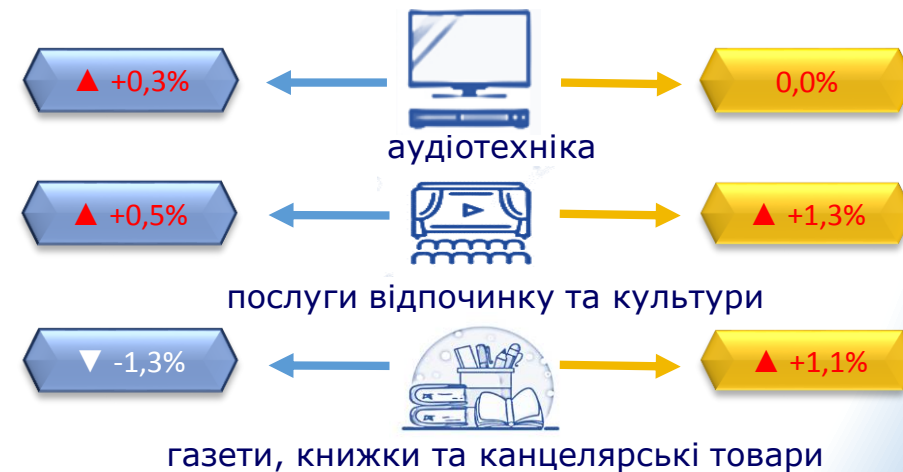 ▲ +0,3%
0,0%
аудіотехніка
▲ +0,5%
▲ +1,3%
послуги відпочинку та культури
▼ -1,3%
▲ +1,1%
газети, книжки та канцелярські товари